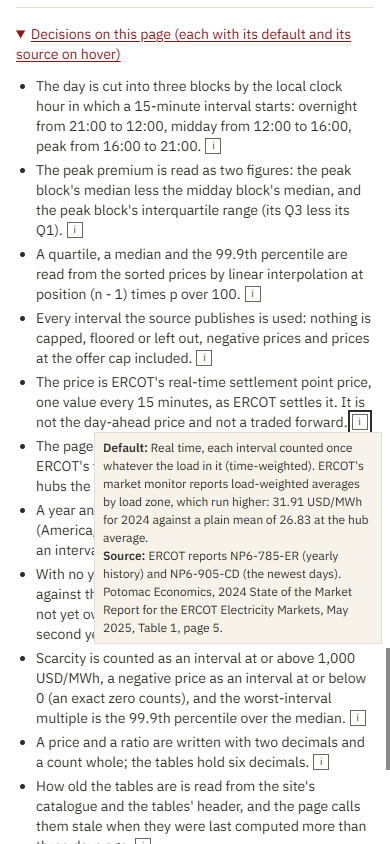 ▼ Decisions on this page (each with its default and its
source on hover)
• The day is cut into three blocks by the local clock
hour in which a 15-minute interval starts: overnight
from 21:00 to 12:00, midday from 12:00 to 16:00,
peak from 16:00 to 21:00. i
• The peak premium is read as two figures: the peak
block's median less the midday block's median, and
the peak block's interquartile range (its Q3 less its
Q1). i
• A quartile, a median and the 99.9th percentile are
read from the sorted prices by linear interpolation at
position (n - 1) times p over 100. i
• Every interval the source publishes is used: nothing is
capped, floored or left out, negative prices and prices
at the offer cap included. i
• The price is ERCOT's real-time settlement point price,
one value every 15 minutes, as ERCOT settles it. It is
not the day-ahead price and not a traded forward. i
• The page
ERCOT's
hubs the
• A year an
(America
an interva
• With no y
against th
not yet ov
second ye
Default: Real time, each interval counted once
whatever the load in it (time-weighted). ERCOT's
market monitor reports load-weighted averages
by load zone, which run higher: 31.91 USD/MWh
for 2024 against a plain mean of 26.83 at the hub
average.
Source: ERCOT reports NP6-785-ER (yearly
history) and NP6-905-CD (the newest days).
Potomac Economics, 2024 State of the Market
Report for the ERCOT Electricity Markets, May
2025, Table 1, page 5.
• Scarcity is counted as an interval at or above 1,000
USD/MWh, a negative price as an interval at or below
0 (an exact zero counts), and the worst-interval
multiple is the 99.9th percentile over the median. i
• A price and a ratio are written with two decimals and
a count whole; the tables hold six decimals. i
• How old the tables are is read from the site's
catalogue and the tables' header, and the page calls
them stale when they were last computed more than